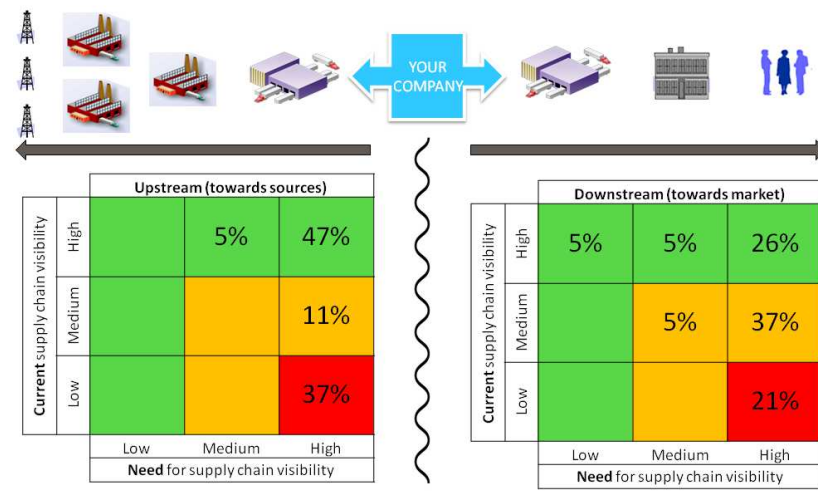 YOUR
COMPANY
Upstream (towards sources)
Current supply chain visibility
High
5%
47%
Medium
11%
Low
37%
Low
Medium
High
Need for supply chain visibility
Downstream (towards market)
Current supply chain visibility
High
5%
5%
26%
Medium
5%
37%
Low
21%
Low
Medium
High
Need for supply chain visibility